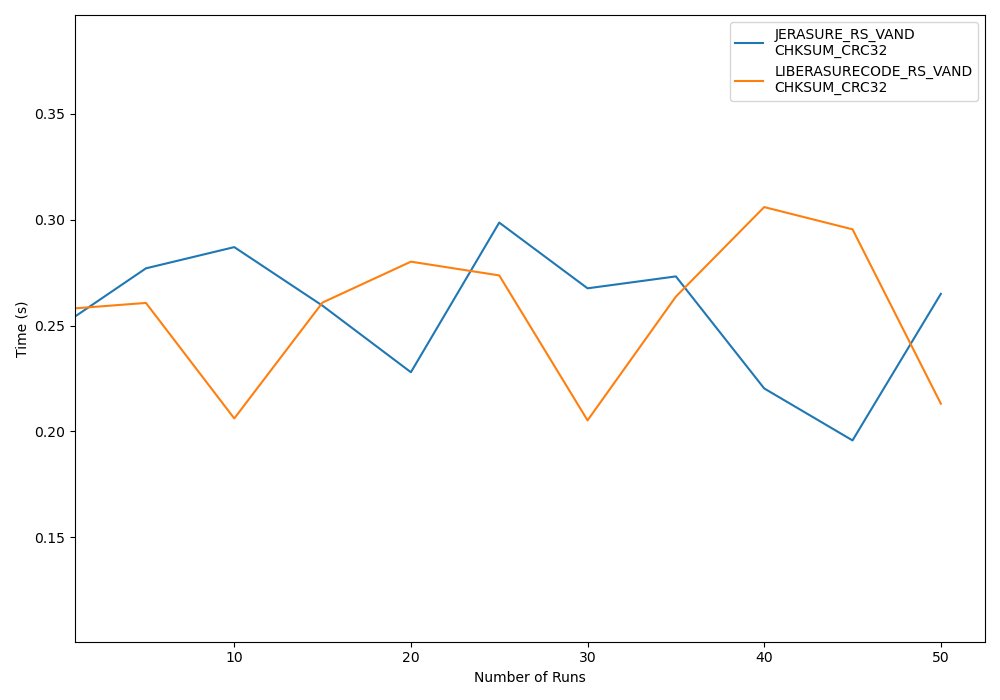 JERASURE_RS_VAND
CHKSUM_CRC32
LIBERASURECODE_RS_VAND
CHKSUM_CRC32
0.35
0.30
0.25
0.20
0.15
Time (s)
10
20
30
40
50
Number of Runs